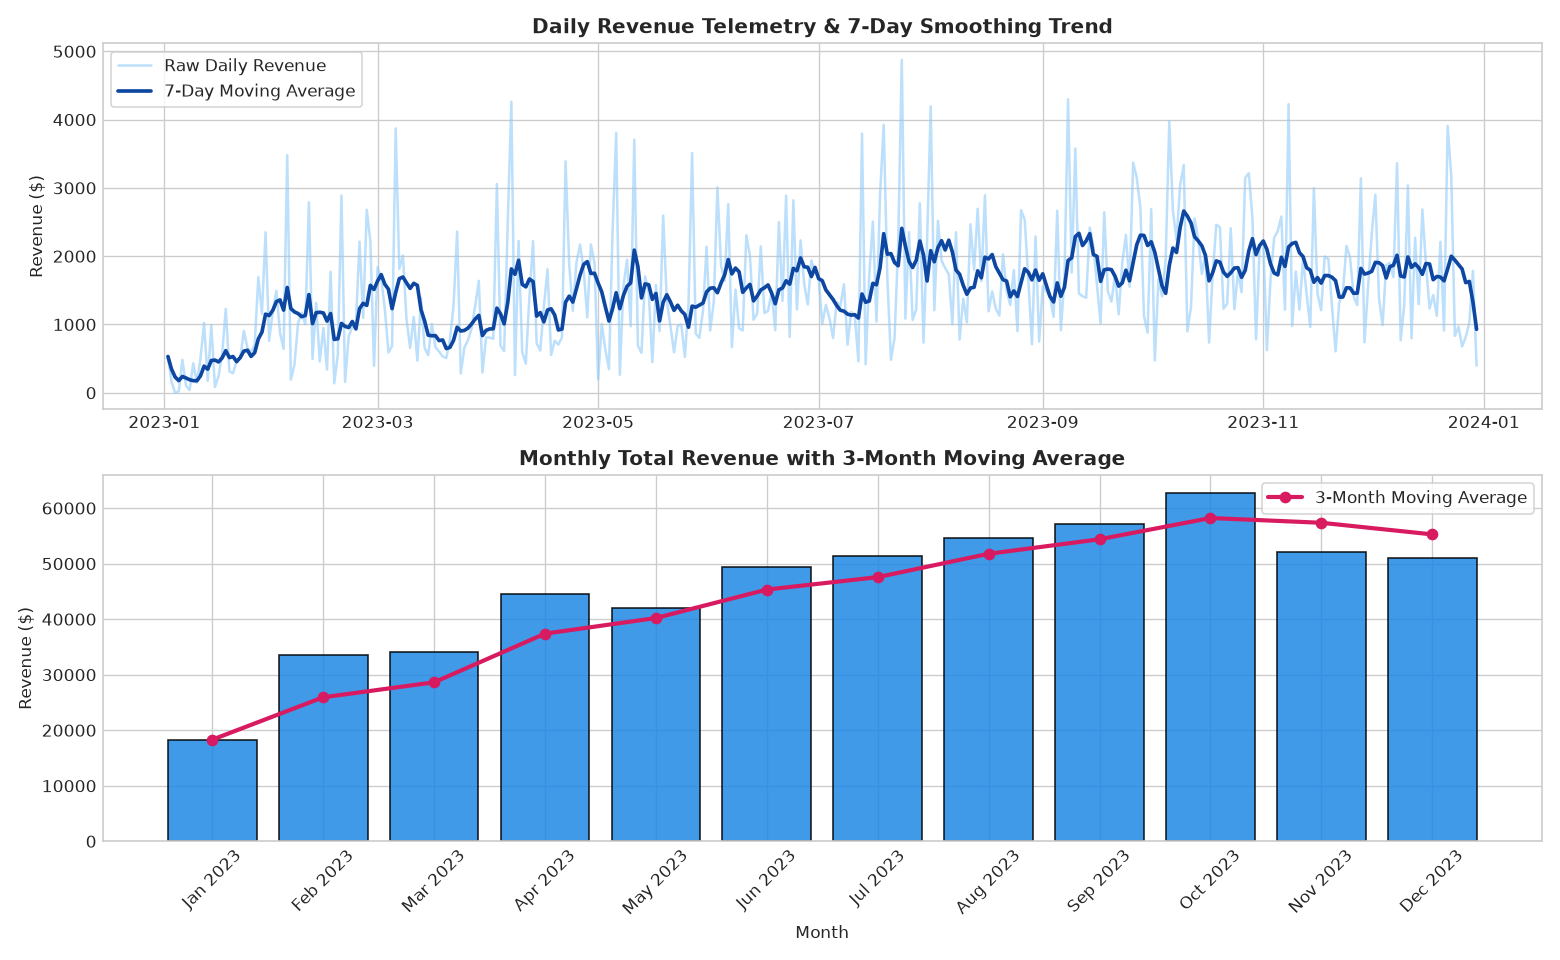 Daily Revenue Telemetry & 7-Day Smoothing Trend
Raw Daily Revenue
7-Day Moving Average
Revenue ($)
5000
4000
3000
2000
1000
0
2023-01 2023-03 2023-05 2023-07 2023-09 2023-11 2024-01
Monthly Total Revenue with 3-Month Moving Average
3-Month Moving Average
Revenue ($)
60000
50000
40000
30000
20000
10000
0
Jan 2023 Feb 2023 Mar 2023 Apr 2023 May 2023 Jun 2023 Jul 2023 Aug 2023 Sep 2023 Oct 2023 Nov 2023 Dec 2023
Month